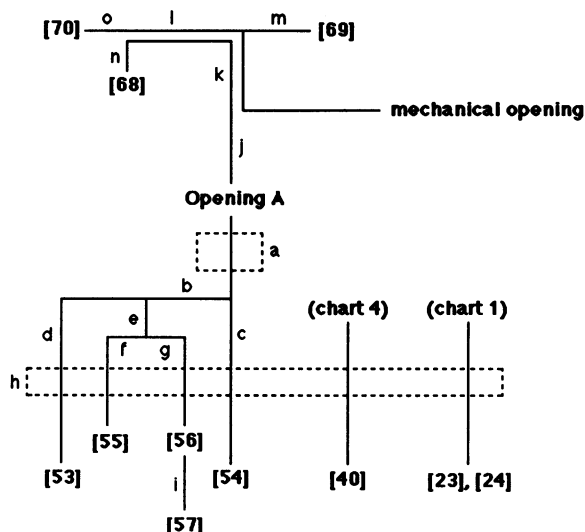 o l m
[70] [69]
n k
[68]
mechanical opening
j
Opening A
a
b
(chart 4) (chart 1)
d e c
f g
h
[55] [56]
[53] [54] [40] [23], [24]
i
[57]